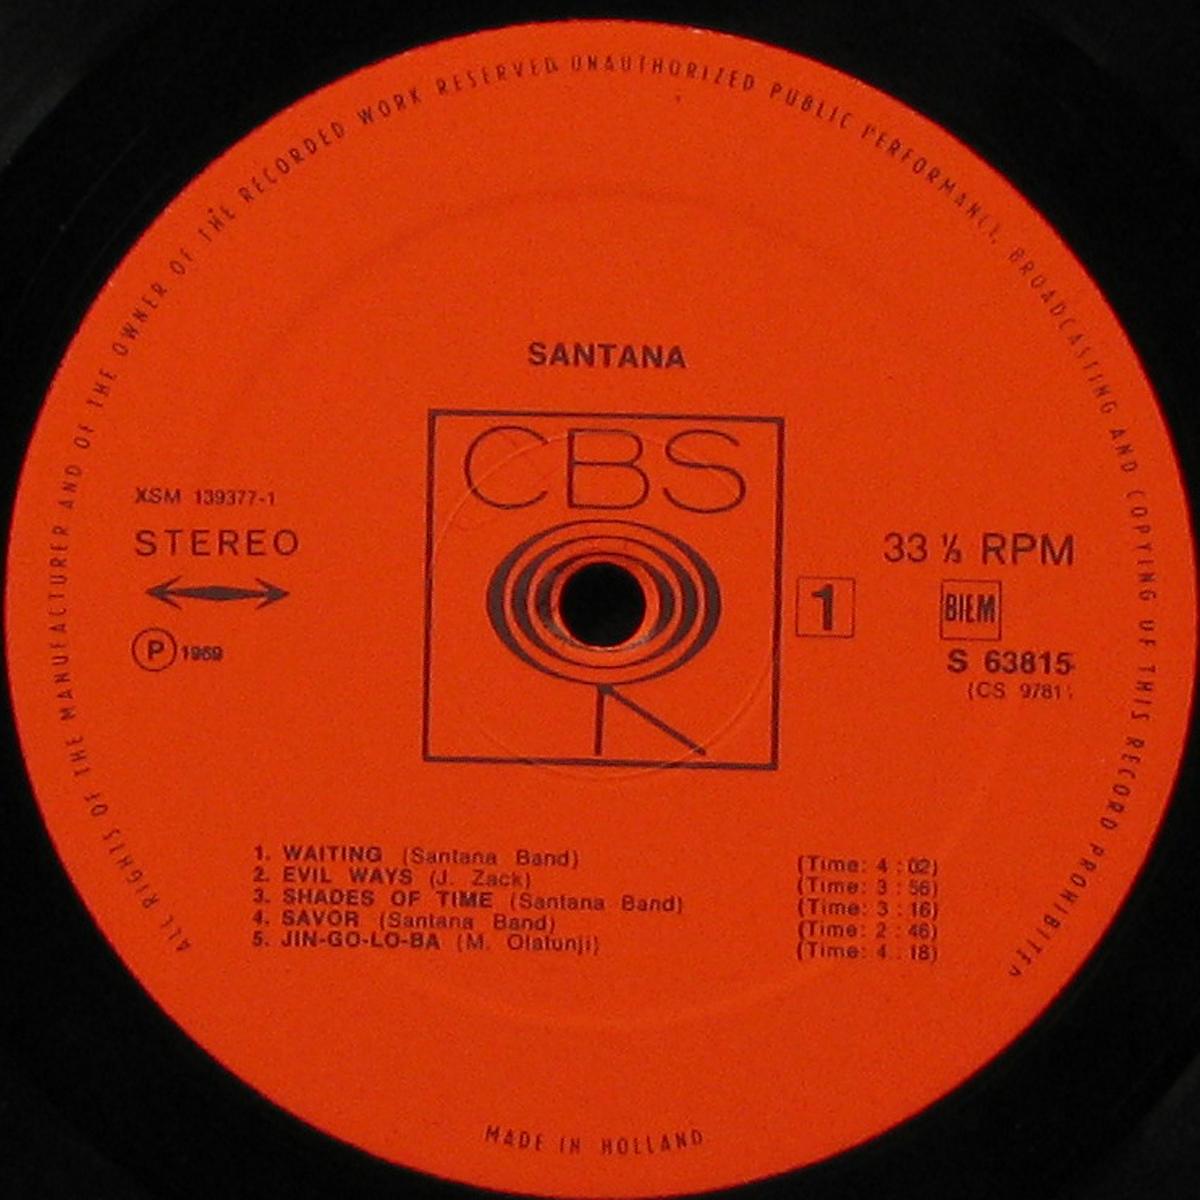 ALL RIGHTS OF THE MANUFACTURER AND OF THE OWNER OF THE RECORDED WORK RESERVED. UNAUTHORIZED PUBLIC PERFORMANCE, BROADCASTING AND COPYING OF THIS RECORD PROHIBITED
SANTANA
CBS
XSM 139377-1
STEREO
Ⓟ 1969
33 ⅓ RPM
1
BIEM
S 63815
(CS 9781)
1. WAITING (Santana Band) (Time: 4 : 02)
2. EVIL WAYS (J. Zack) (Time: 3 : 56)
3. SHADES OF TIME (Santana Band) (Time: 3 : 16)
4. SAVOR (Santana Band) (Time: 2 : 46)
5. JIN-GO-LO-BA (M. Olatunji) (Time: 4 : 18)
MADE IN HOLLAND